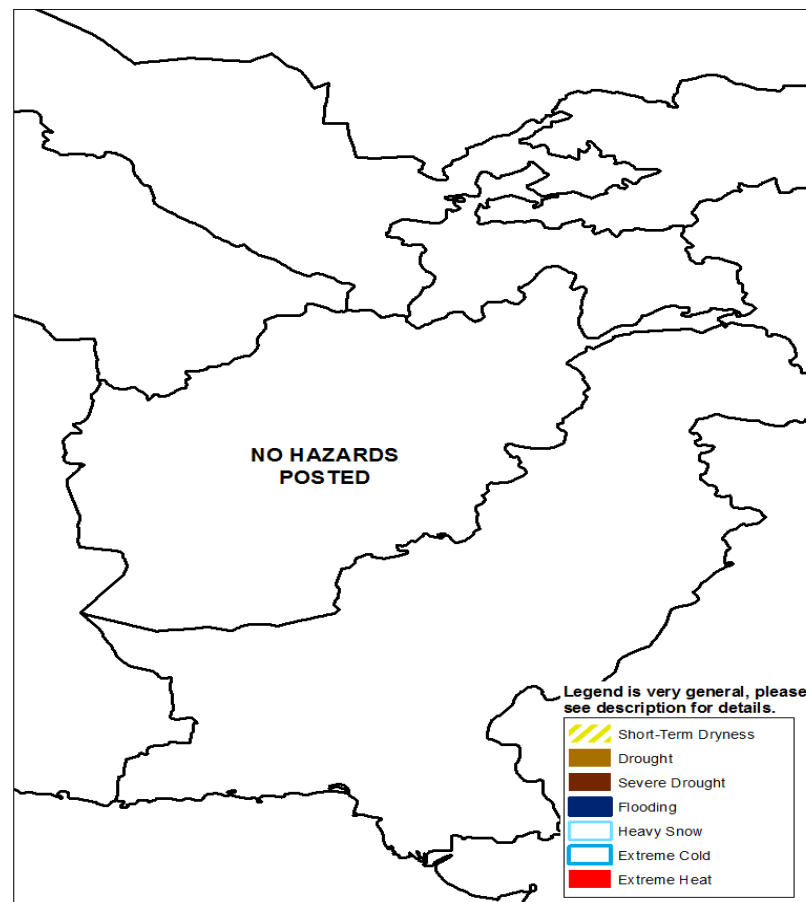 NO HAZARDS
POSTED
Legend is very general, please
see description for details.
Short-Term Dryness
Drought
Severe Drought
Flooding
Heavy Snow
Extreme Cold
Extreme Heat